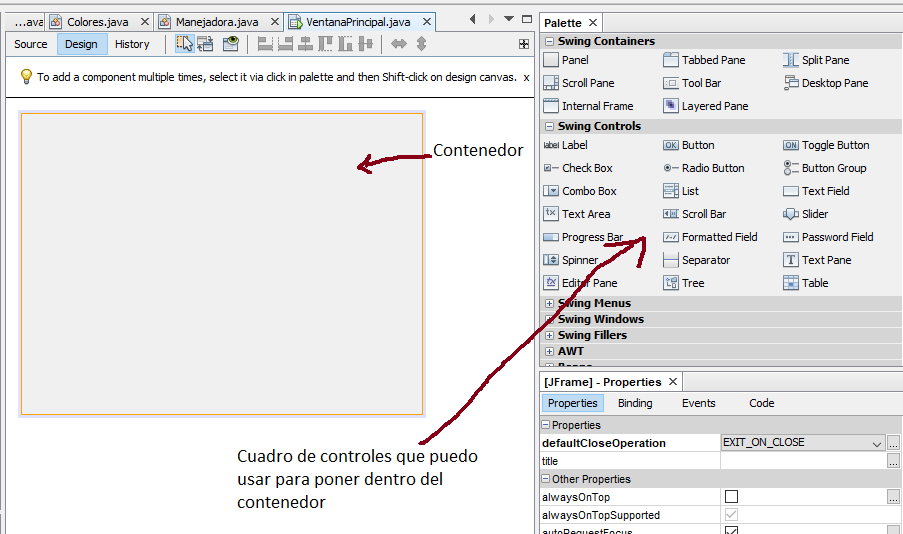 ...ava Colores.java Manejadora.java VentanaPrincipal.java
Source Design History
To add a component multiple times, select it via click in palette and then Shift-click on design canvas. x
Contenedor
Cuadro de controles que puedo
usar para poner dentro del
contenedor
Palette
Swing Containers
Panel Tabbed Pane Split Pane
Scroll Pane Tool Bar Desktop Pane
Internal Frame Layered Pane
Swing Controls
label Label OK Button ON Toggle Button
Check Box Radio Button Button Group
Combo Box List Text Field
Text Area Scroll Bar Slider
Progress Bar Formatted Field Password Field
Spinner Separator Text Pane
Editor Pane Tree Table
Swing Menus
Swing Windows
Swing Fillers
AWT
[JFrame] - Properties
Properties Binding Events Code
Properties
defaultCloseOperation EXIT_ON_CLOSE ...
title ...
Other Properties
alwaysOnTop ...
alwaysOnTopSupported
autoRequestFocus